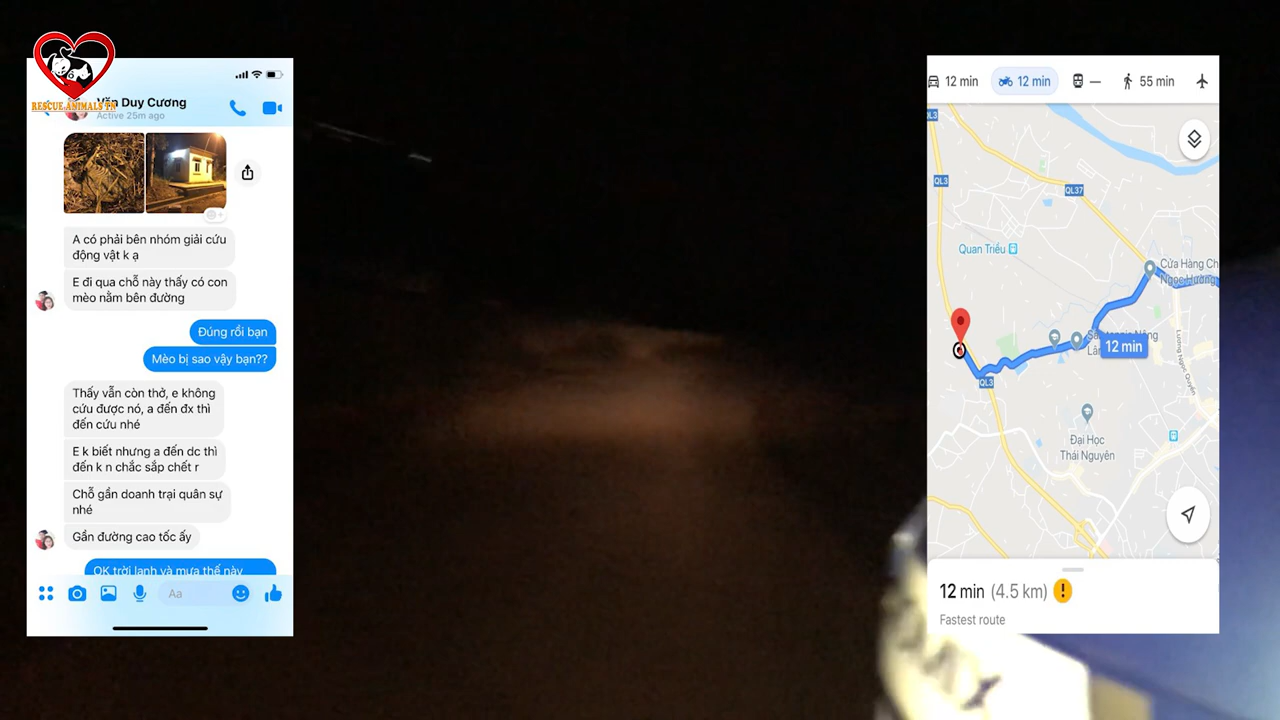 RESCUE ANIMALS TN
Văn Duy Cương
Active 25m ago
A có phải bên nhóm giải cứu
động vật k ạ
E đi qua chỗ này thấy có con
mèo nằm bên đường
Đúng rồi bạn
Mèo bị sao vậy bạn??
Thấy vẫn còn thở, e không
cứu được nó, a đến đx thì
đến cứu nhé
E k biết nhưng a đến dc thì
đến k n chắc sắp chết r
Chỗ gần doanh trại quân sự
nhé
Gần đường cao tốc ấy
OK trời lạnh và mưa thế này
Aa
12 min
12 min
—
55 min
QL3
QL3
QL37
Quan Triều
Cửa Hàng Ch
Ngọc Hường
12 min
QL3
Lương Ngọc Quyến
Đại Học
Thái Nguyên
12 min (4.5 km)
Fastest route